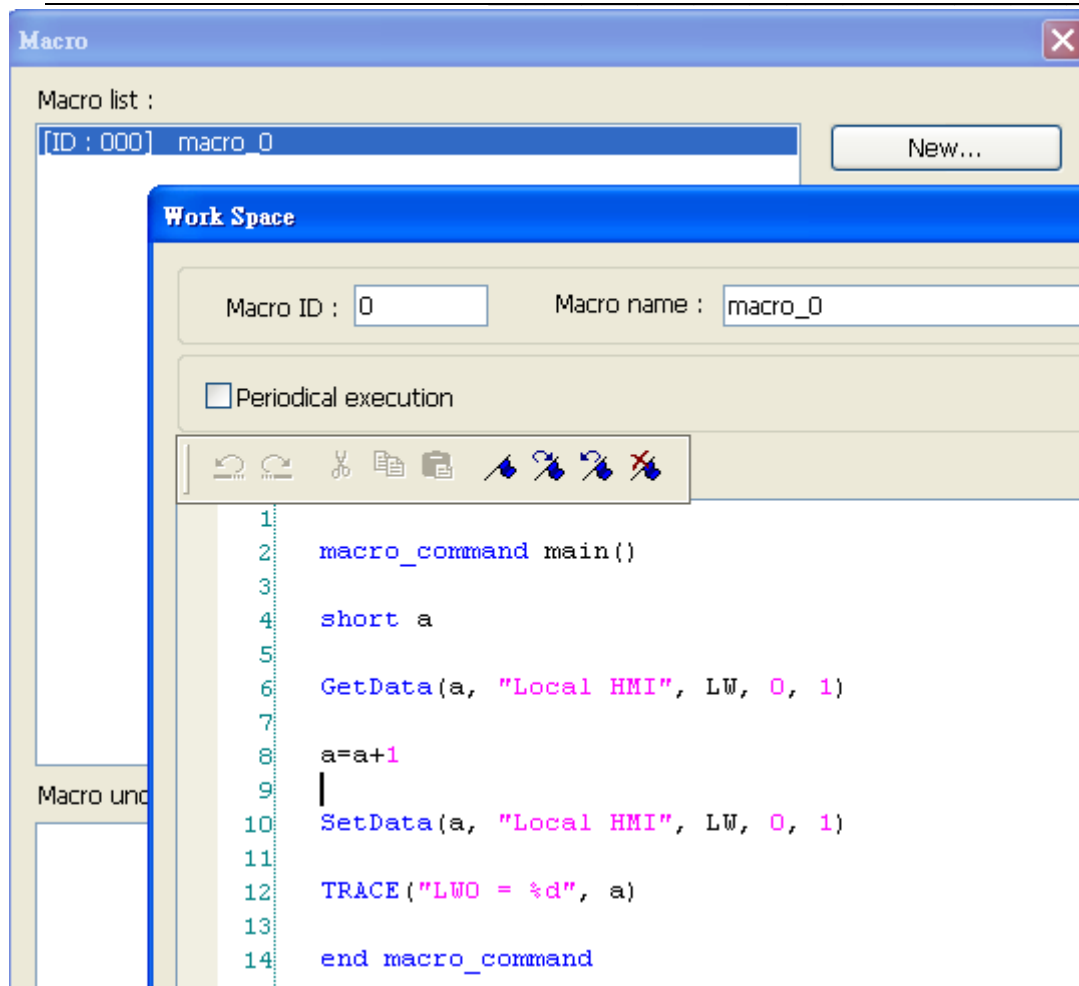 Macro
Macro list :
[ID : 000] macro_0
New...
Work Space
Macro ID : 0 Macro name : macro_0
Periodical execution
1
2 macro_command main()
3
4 short a
5
6 GetData(a, "Local HMI", LW, 0, 1)
7
8 a=a+1
9
Macro und
10 SetData(a, "Local HMI", LW, 0, 1)
11
12 TRACE("LW0 = %d", a)
13
14 end macro_command